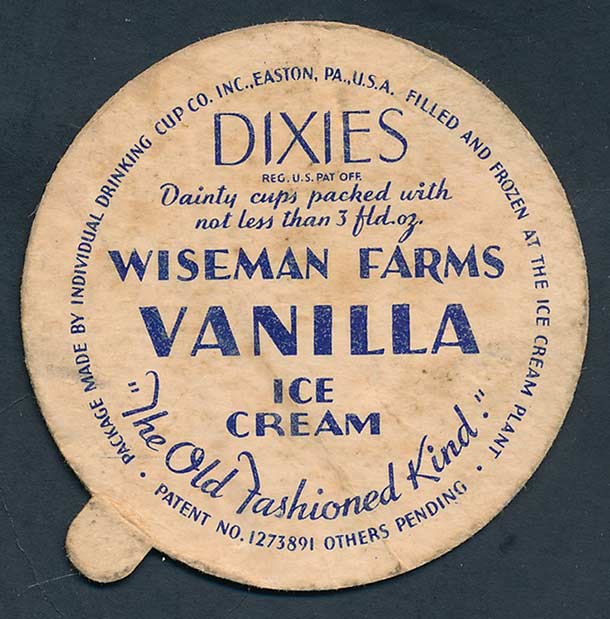 PACKAGE MADE BY INDIVIDUAL DRINKING CUP CO. INC., EASTON, PA., U.S.A. FILLED AND FROZEN AT THE ICE CREAM PLANT
DIXIES
REG. U.S. PAT OFF.
Dainty cups packed with
not less than 3 fld.oz.
WISEMAN FARMS
VANILLA
ICE
CREAM
"The Old Fashioned Kind."
• PATENT NO. 1273891 OTHERS PENDING •